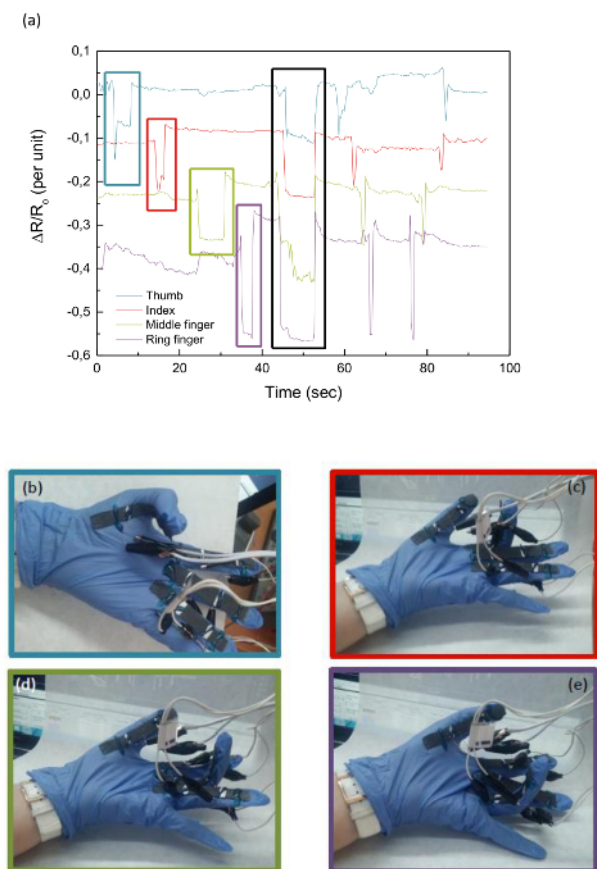 (a)
0,1
0,0
-0,1
-0,2
-0,3
-0,4
-0,5
-0,6
ΔR/R₀ (per unit)
Thumb
Index
Middle finger
Ring finger
0 20 40 60 80 100
Time (sec)
(b)
(c)
(d)
(e)